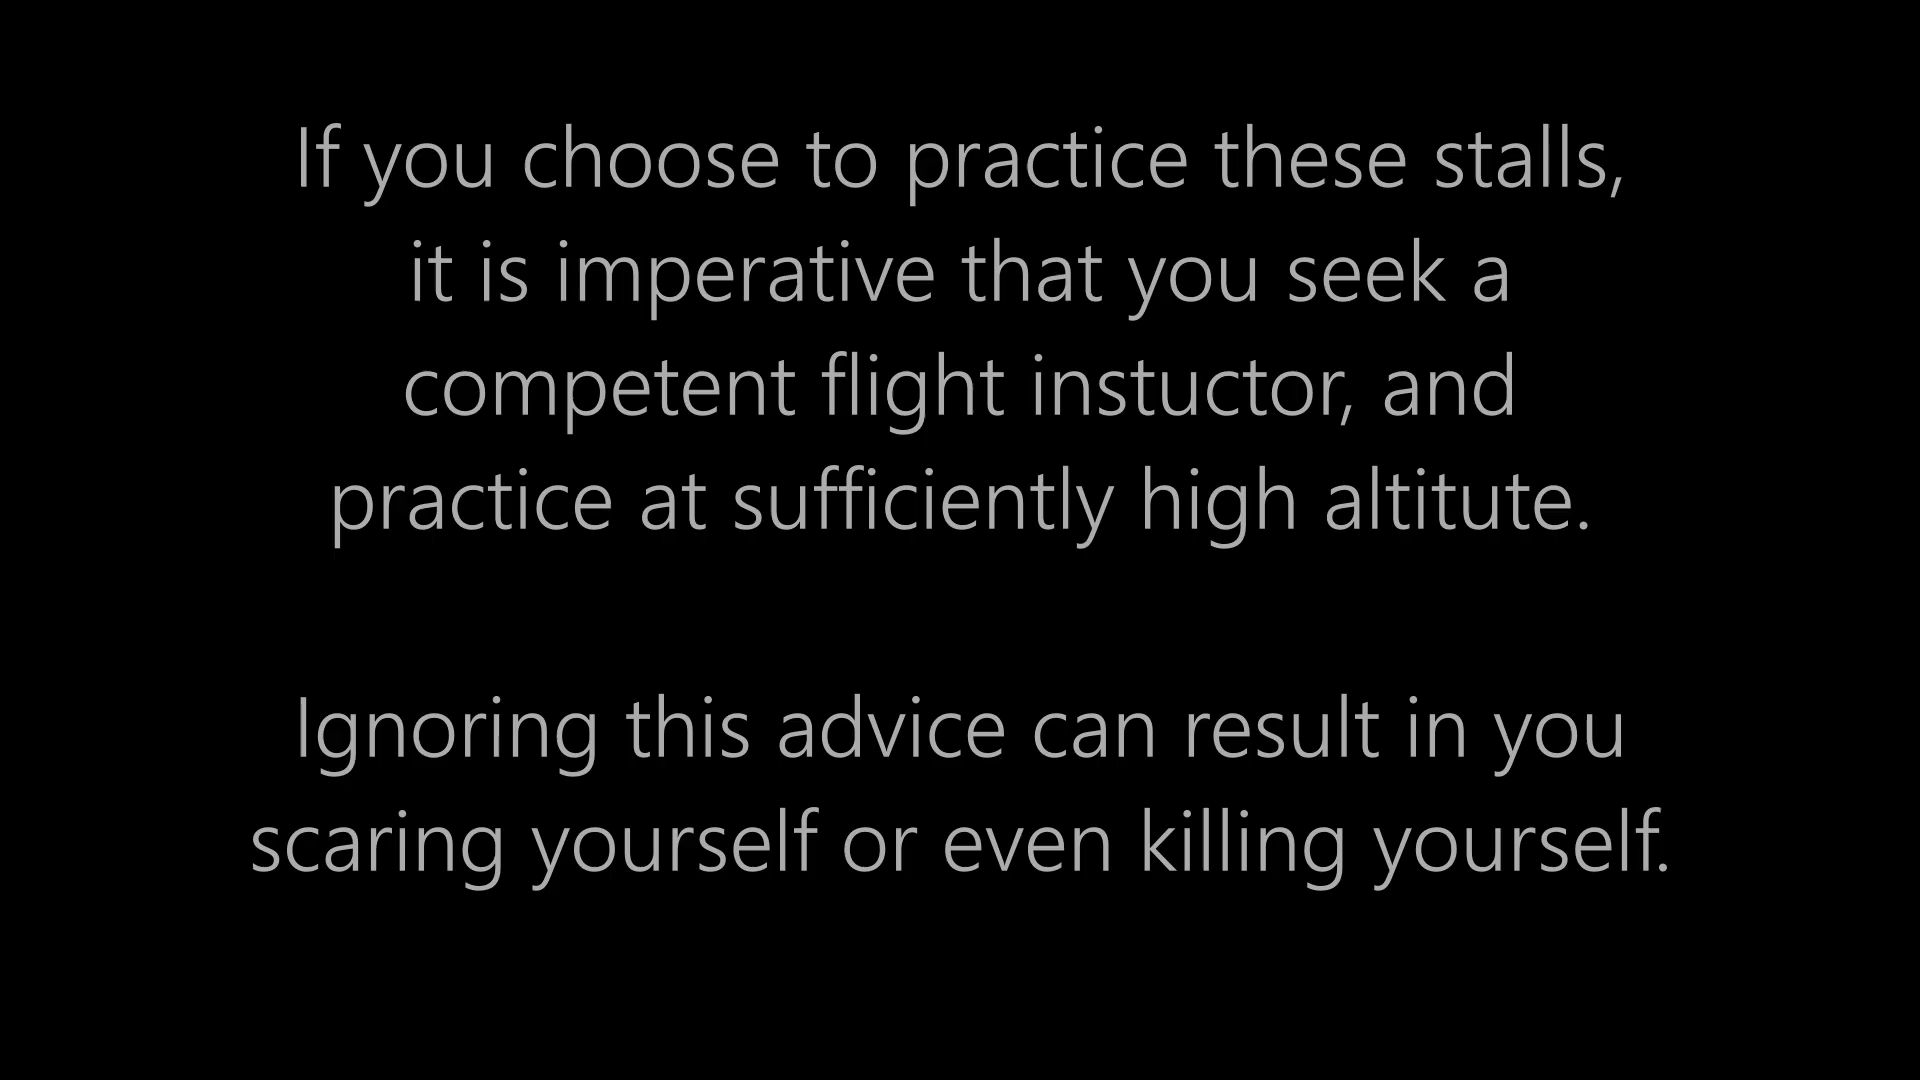 If you choose to practice these stalls,
it is imperative that you seek a
competent flight instuctor, and
practice at sufficiently high altitute.
Ignoring this advice can result in you
scaring yourself or even killing yourself.